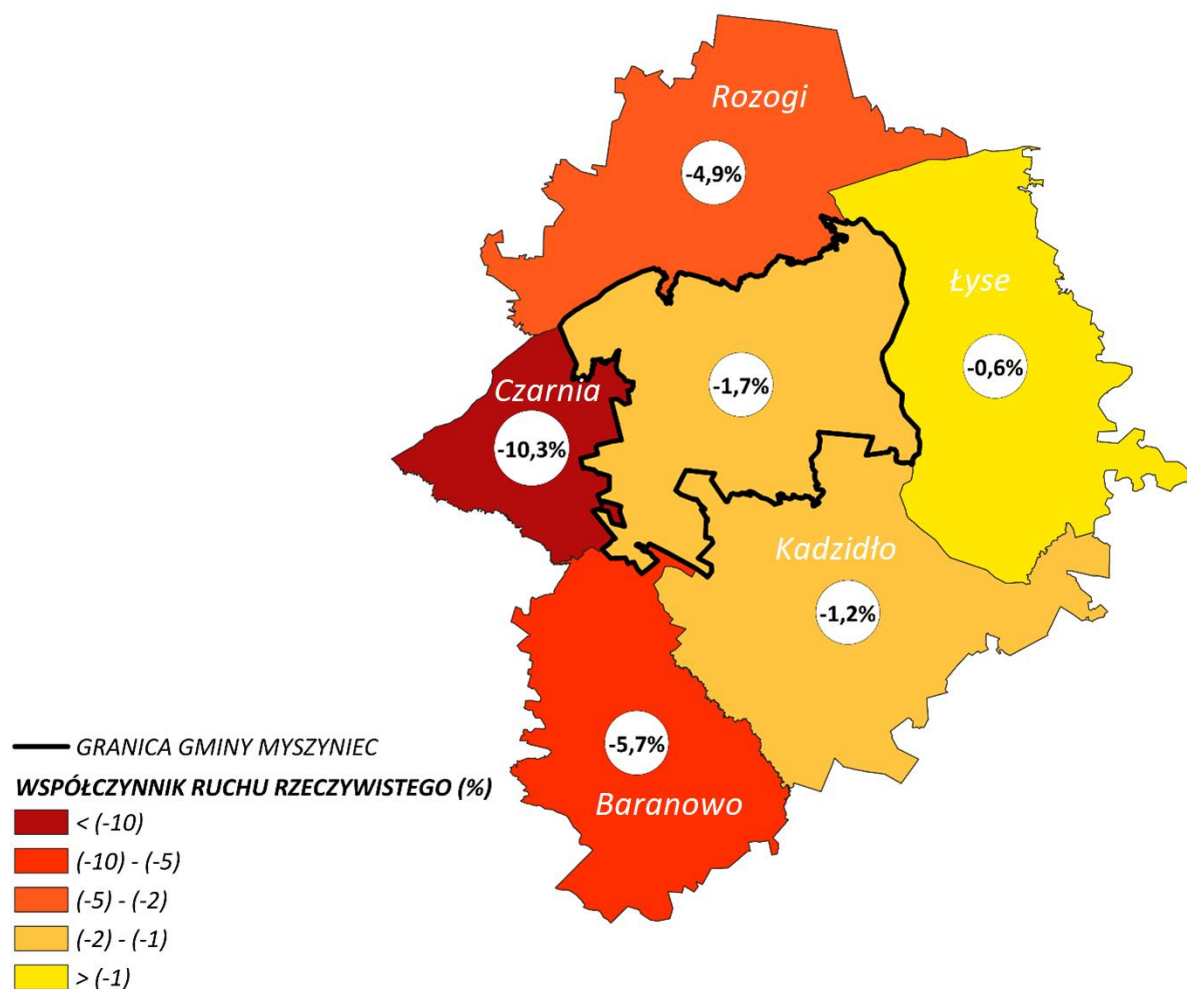 Rozogi
-4,9%
Łyse
-0,6%
-1,7%
Czarnia
-10,3%
Kadzidło
-1,2%
-5,7%
Baranowo
GRANICA GMINY MYSZYNIEC
WSPÓŁCZYNNIK RUCHU RZECZYWISTEGO (%)
< (-10)
(-10) - (-5)
(-5) - (-2)
(-2) - (-1)
> (-1)